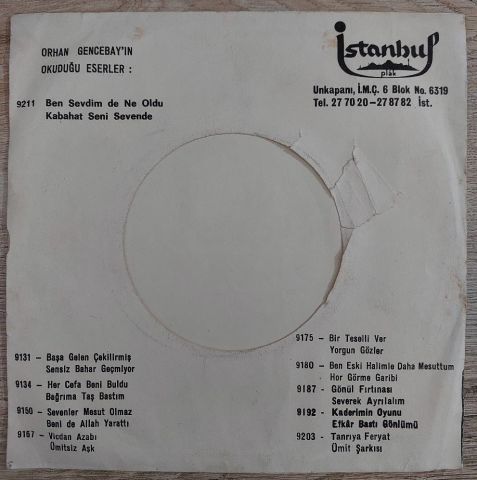 ORHAN GENCEBAY'IN
OKUDUĞU ESERLER :
9211 Ben Sevdim de Ne Oldu
Kabahat Seni Sevende
istanbul
plâk
Unkapanı, İ.M.Ç. 6 Blok No. 6319
Tel. 27 70 20 - 27 87 82 İst.
9131 - Başa Gelen Çekilirmiş
Sensiz Bahar Geçmiyor
9134 - Her Cefa Beni Buldu
Bağrıma Taş Bastım
9150 - Sevenler Mesut Olmaz
Beni de Allah Yarattı
9167 - Vicdan Azabı
Ümitsiz Aşk
9175 - Bir Teselli Ver
Yorgun Gözler
9180 - Ben Eski Halimle Daha Mesuttum
Hor Görme Garibi
9187 - Gönül Fırtınası
Severek Ayrılalım
9192 - Kaderimin Oyunu
Efkâr Bastı Gönlümü
9203 - Tanrıya Feryat
Ümit Şarkısı